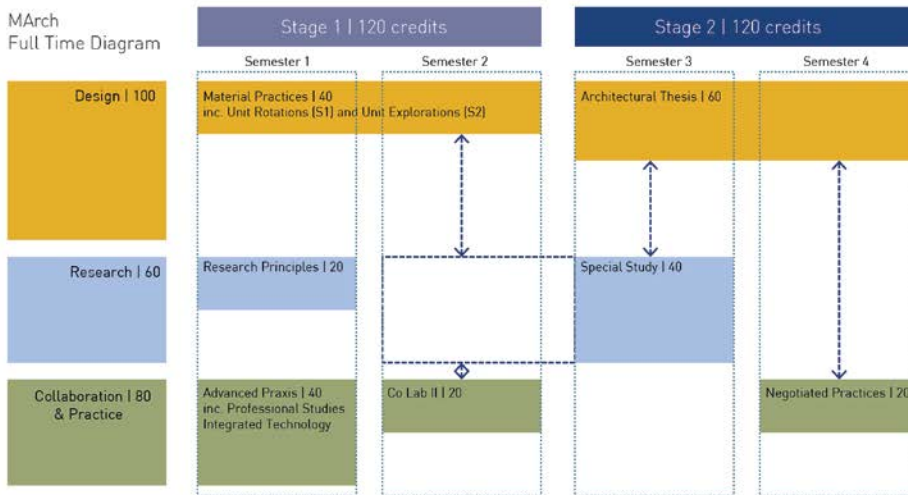 MArch
Full Time Diagram
Stage 1 | 120 credits
Stage 2 | 120 credits
Semester 1
Semester 2
Semester 3
Semester 4
Design | 100
Material Practices | 40
inc. Unit Rotations (S1) and Unit Explorations (S2)
Architectural Thesis | 60
Research | 60
Research Principles | 20
Special Study | 40
Collaboration | 80
& Practice
Advanced Praxis | 40
inc. Professional Studies
Integrated Technology
Co Lab II | 20
Negotiated Practices | 20